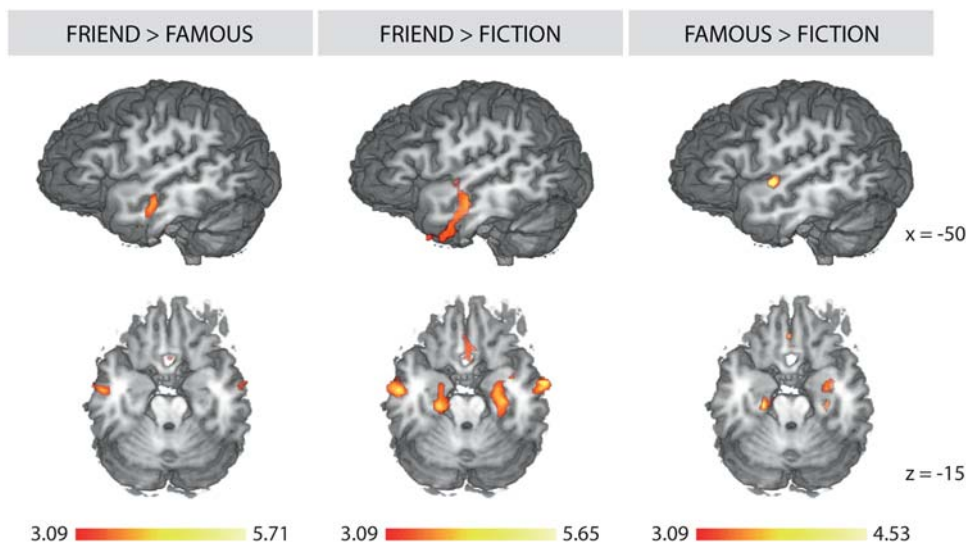 FRIEND > FAMOUS
FRIEND > FICTION
FAMOUS > FICTION
x = -50
z = -15
3.09 5.71
3.09 5.65
3.09 4.53